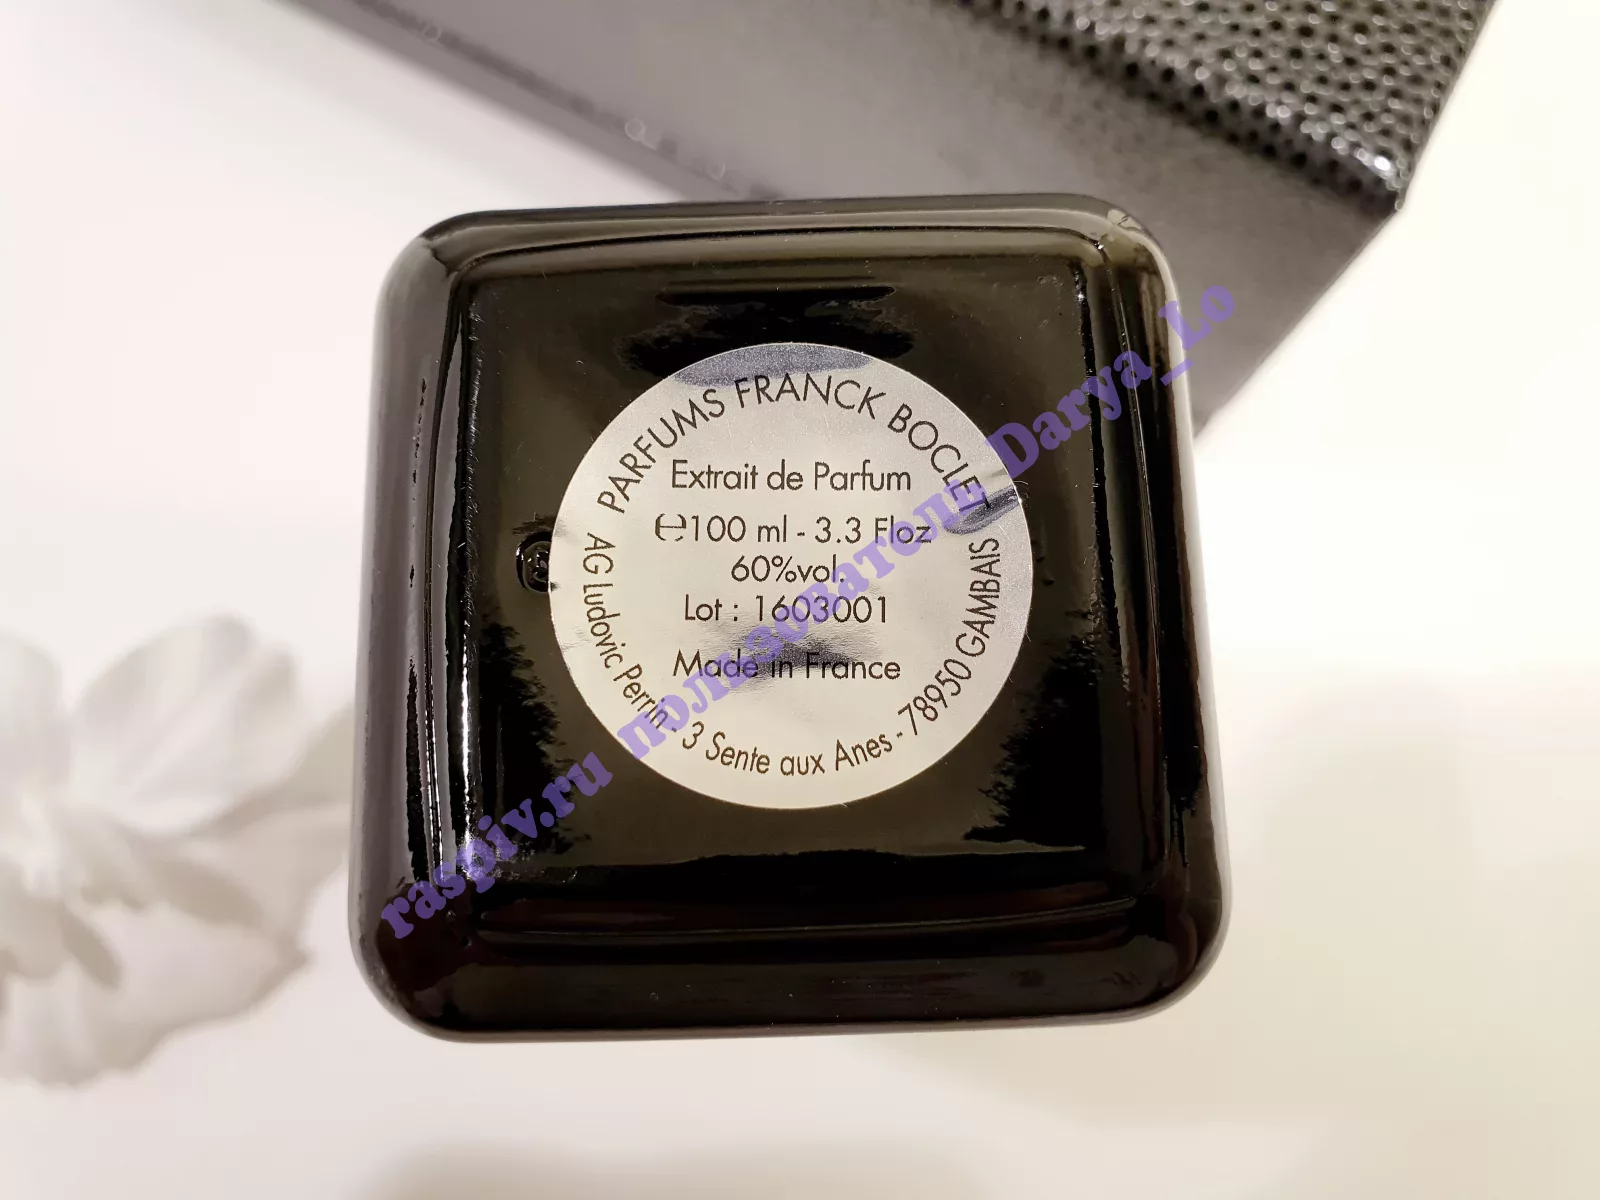 PARFUMS FRANCK BOCLET
Extrait de Parfum
℮100 ml - 3.3 Floz
60%vol.
Lot : 1603001
Made in France
AG Ludovic Perrin - 3 Sente aux Anes - 78950 GAMBAIS
raspiv.ru пользователь Darya_Lo